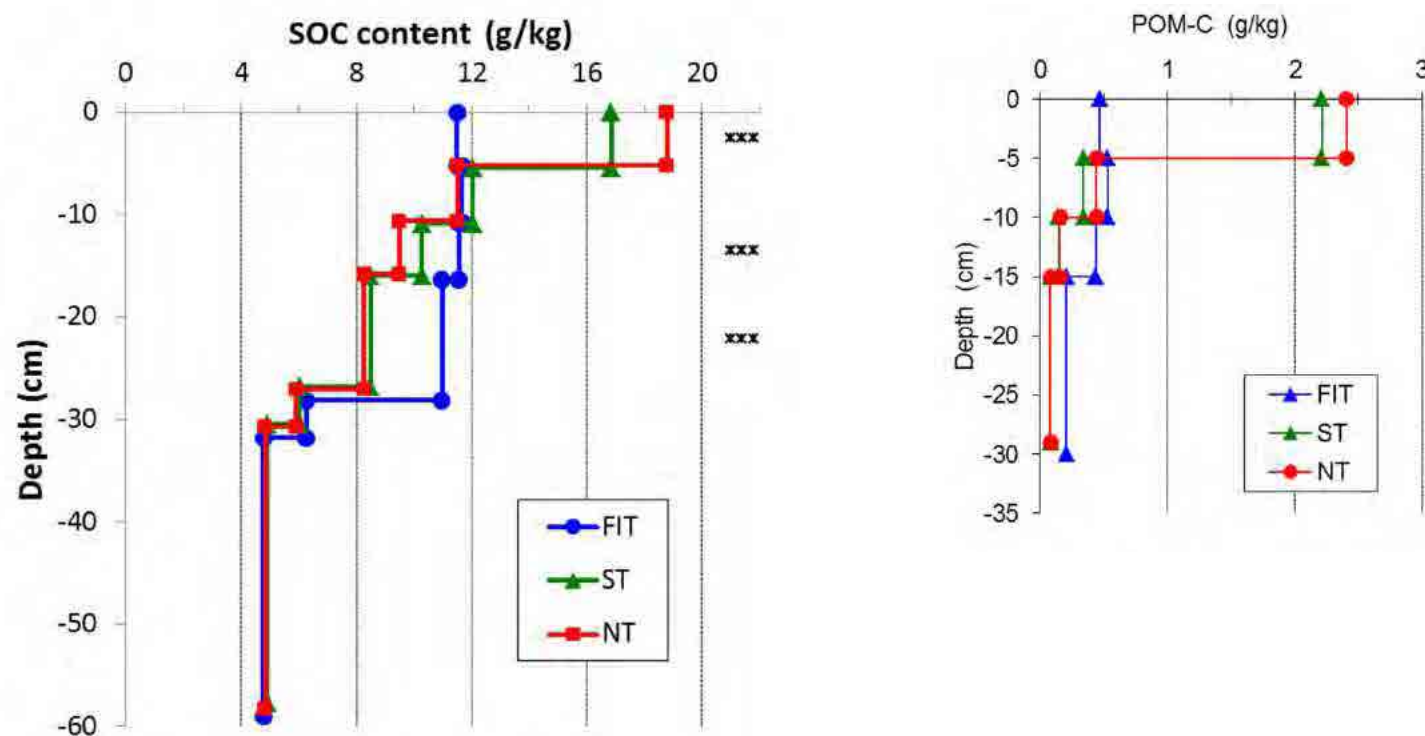 SOC content (g/kg)
0 4 8 12 16 20
0
-10
-20
-30
-40
-50
-60
Depth (cm)
xxx
xxx
xxx
FIT
ST
NT
POM-C (g/kg)
0 1 2 3
0
-5
-10
-15
-20
-25
-30
-35
Depth (cm)
FIT
ST
NT